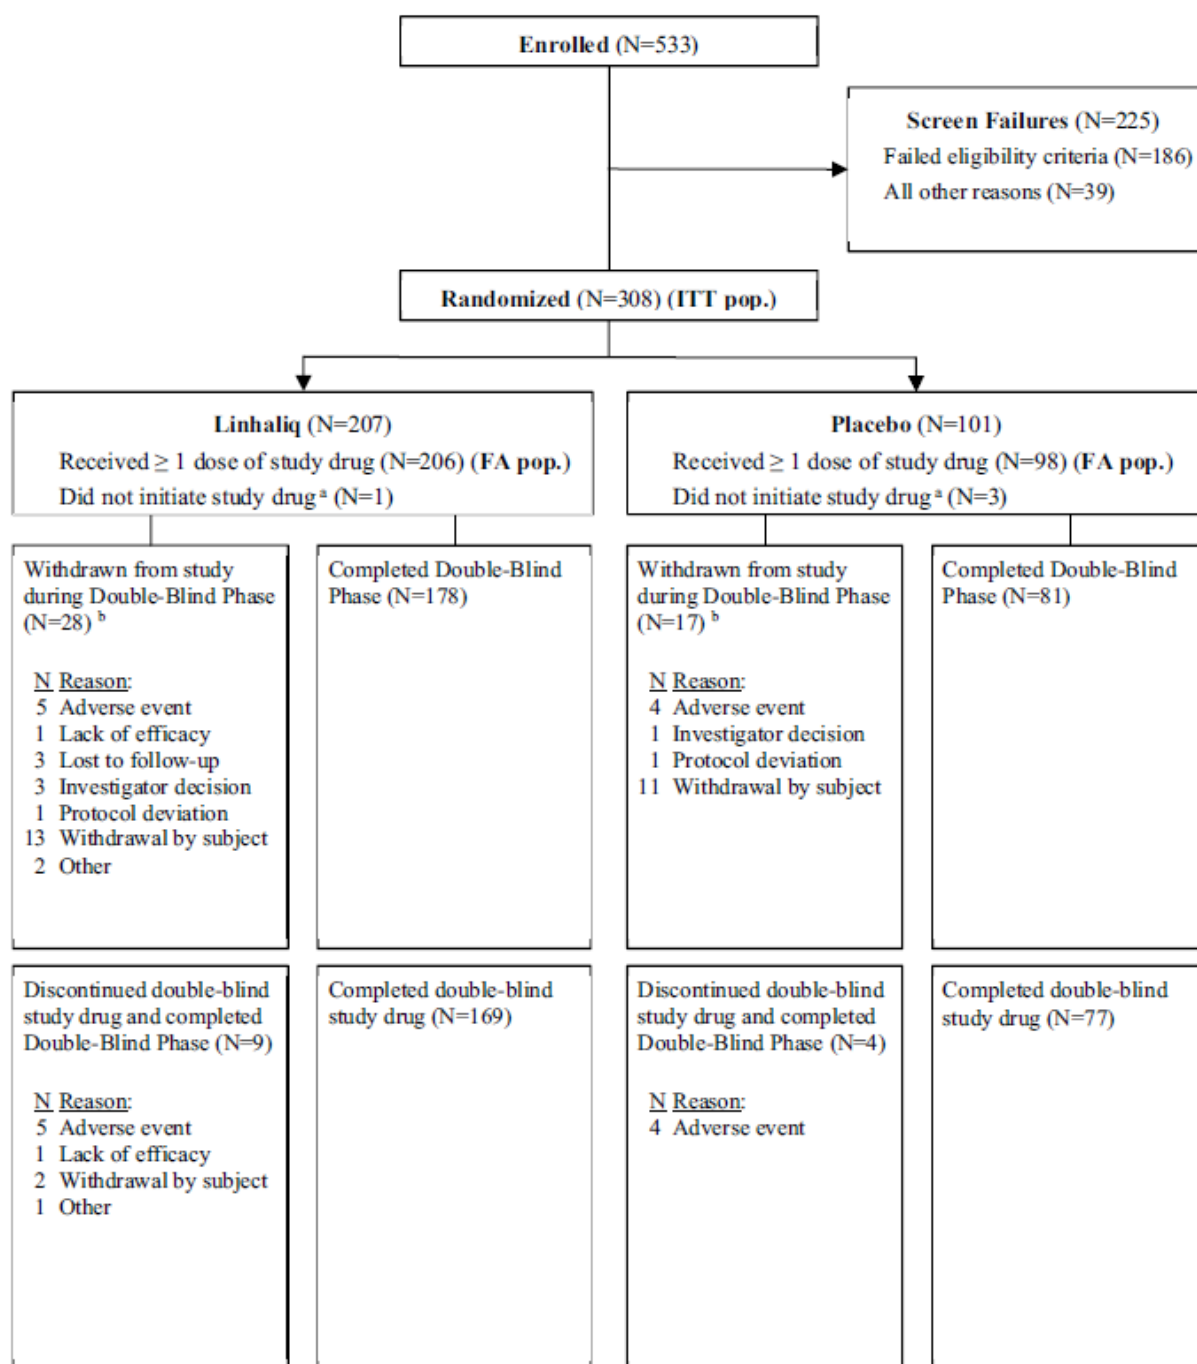 Enrolled (N=533)
Screen Failures (N=225)
Failed eligibility criteria (N=186)
All other reasons (N=39)
Randomized (N=308) (ITT pop.)
Linhaliq (N=207)
Received ≥ 1 dose of study drug (N=206) (FA pop.)
Did not initiate study drug a (N=1)
Placebo (N=101)
Received ≥ 1 dose of study drug (N=98) (FA pop.)
Did not initiate study drug a (N=3)
Withdrawn from study
during Double-Blind Phase
(N=28) b
N Reason:
5 Adverse event
1 Lack of efficacy
3 Lost to follow-up
3 Investigator decision
1 Protocol deviation
13 Withdrawal by subject
2 Other
Completed Double-Blind
Phase (N=178)
Withdrawn from study
during Double-Blind Phase
(N=17) b
N Reason:
4 Adverse event
1 Investigator decision
1 Protocol deviation
11 Withdrawal by subject
Completed Double-Blind
Phase (N=81)
Discontinued double-blind
study drug and completed
Double-Blind Phase (N=9)
N Reason:
5 Adverse event
1 Lack of efficacy
2 Withdrawal by subject
1 Other
Completed double-blind
study drug (N=169)
Discontinued double-blind
study drug and completed
Double-Blind Phase (N=4)
N Reason:
4 Adverse event
Completed double-blind
study drug (N=77)